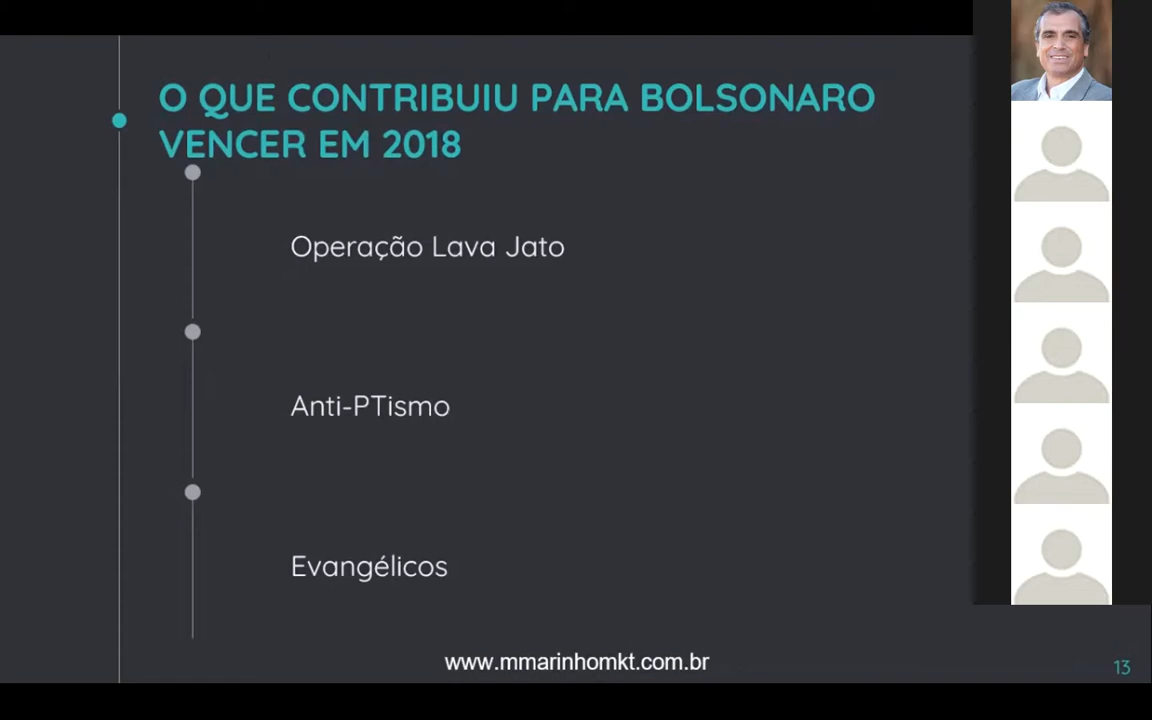 O QUE CONTRIBUIU PARA BOLSONARO
VENCER EM 2018
Operação Lava Jato
Anti-PTismo
Evangélicos
www.mmarinhomkt.com.br
13